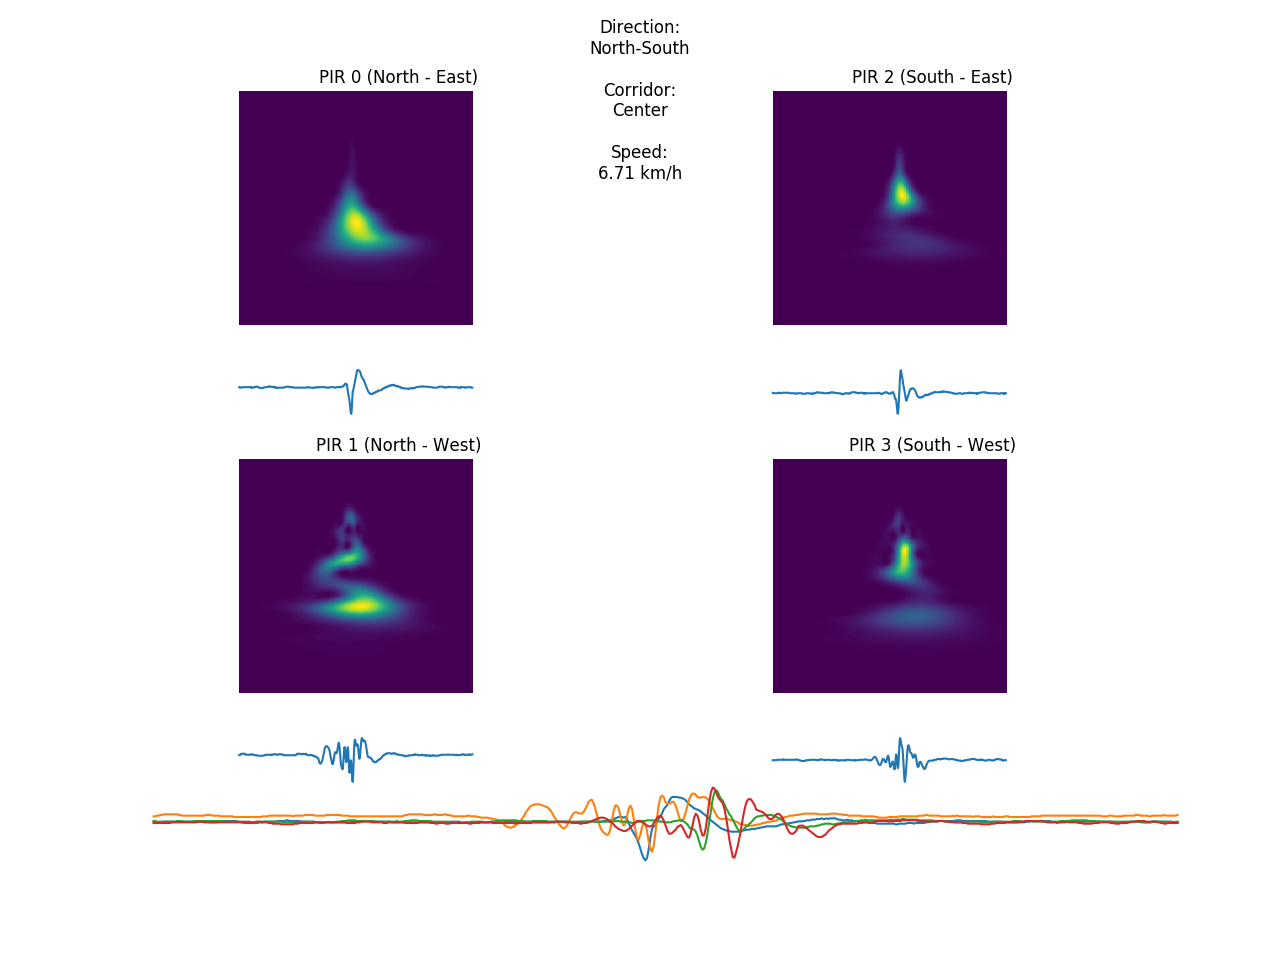 Direction:
North-South
Corridor:
Center
Speed:
6.71 km/h
PIR 0 (North - East)
PIR 2 (South - East)
PIR 1 (North - West)
PIR 3 (South - West)